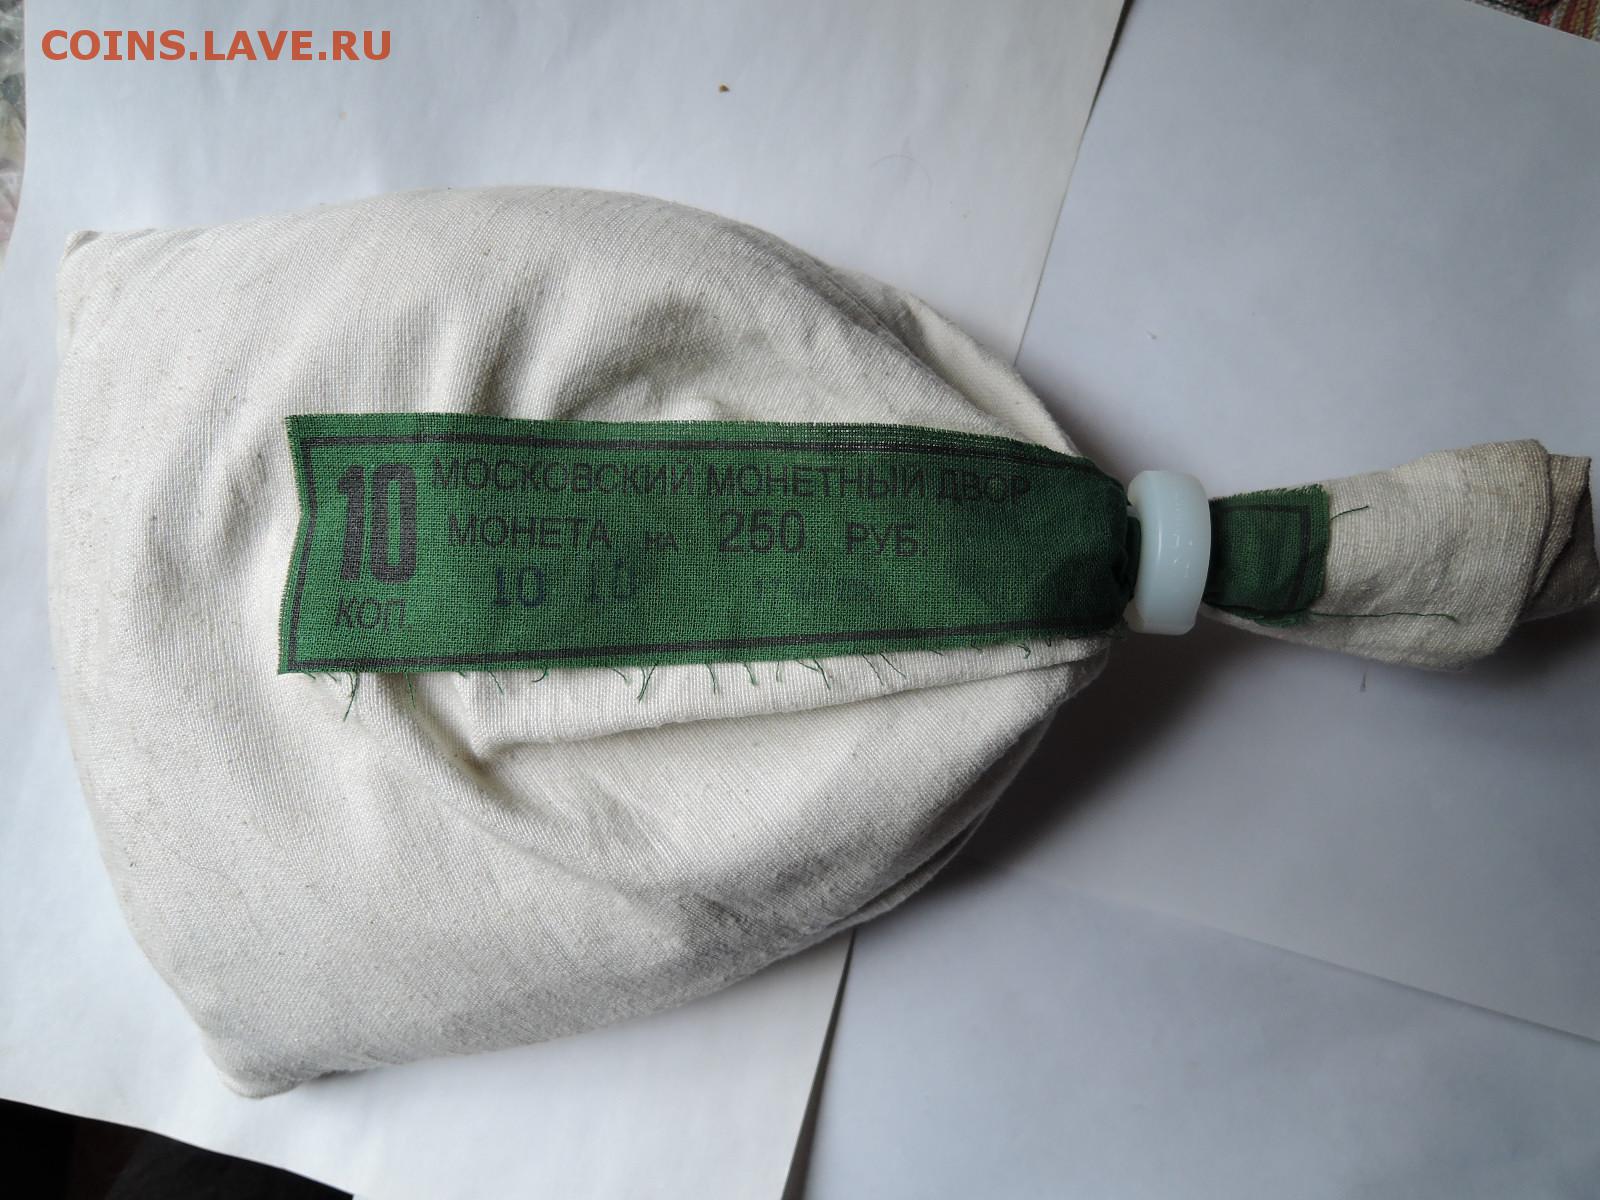 COINS.LAVE.RU
10 КОП.
МОСКОВСКИЙ МОНЕТНЫЙ ДВОР
МОНЕТА НА 250 РУБ.
10 10